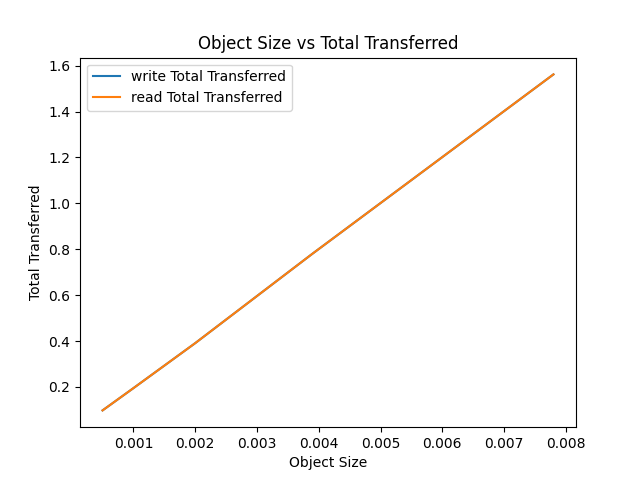 Object Size vs Total Transferred
write Total Transferred
read Total Transferred
Total Transferred
1.6
1.4
1.2
1.0
0.8
0.6
0.4
0.2
0.001 0.002 0.003 0.004 0.005 0.006 0.007 0.008
Object Size